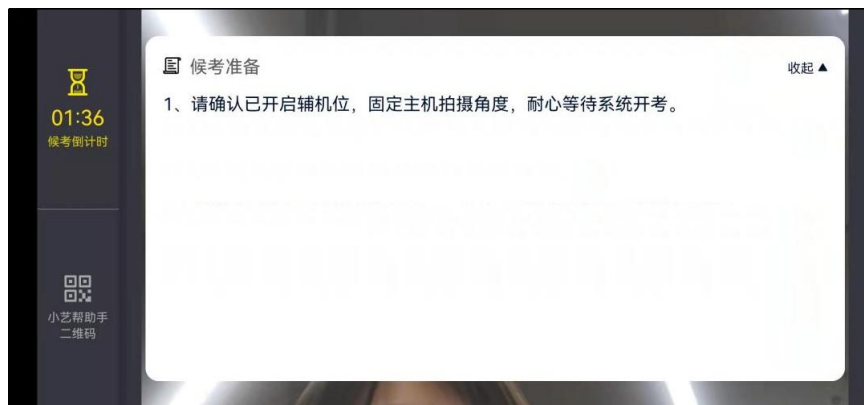 01:36
候考倒计时
小艺帮助手
二维码
候考准备
收起▲
1、请确认已开启辅机位，固定主机拍摄角度，耐心等待系统开考。